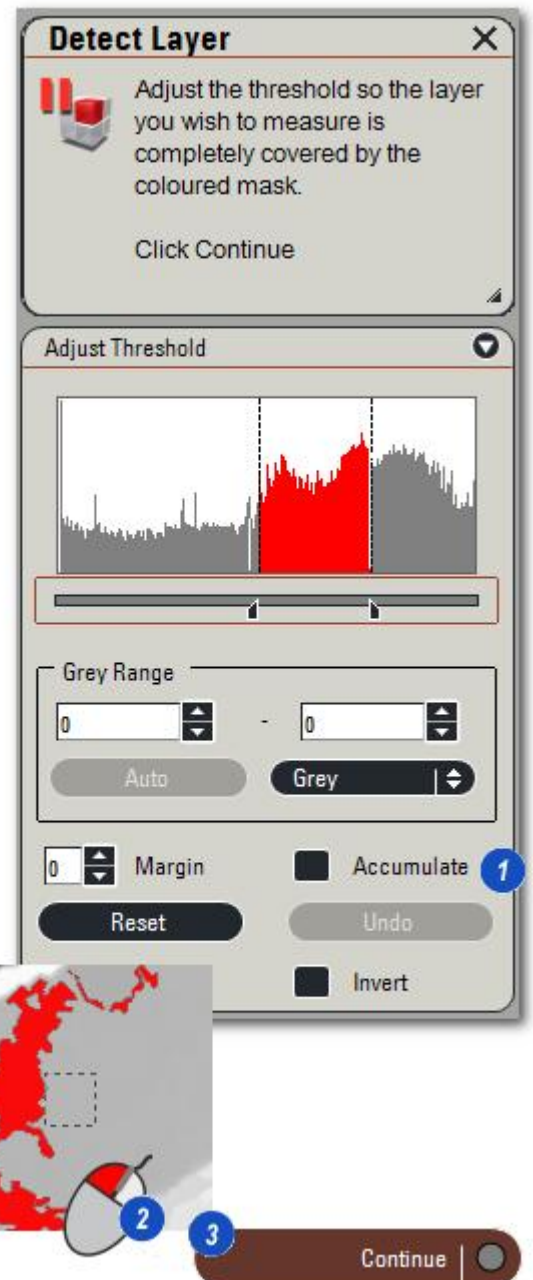 Detect Layer
Adjust the threshold so the layer
you wish to measure is
completely covered by the
coloured mask.
Click Continue
Adjust Threshold
Grey Range
0 - 0
Auto Grey
0 Margin Accumulate 1
Reset Undo
Invert
2
3
Continue